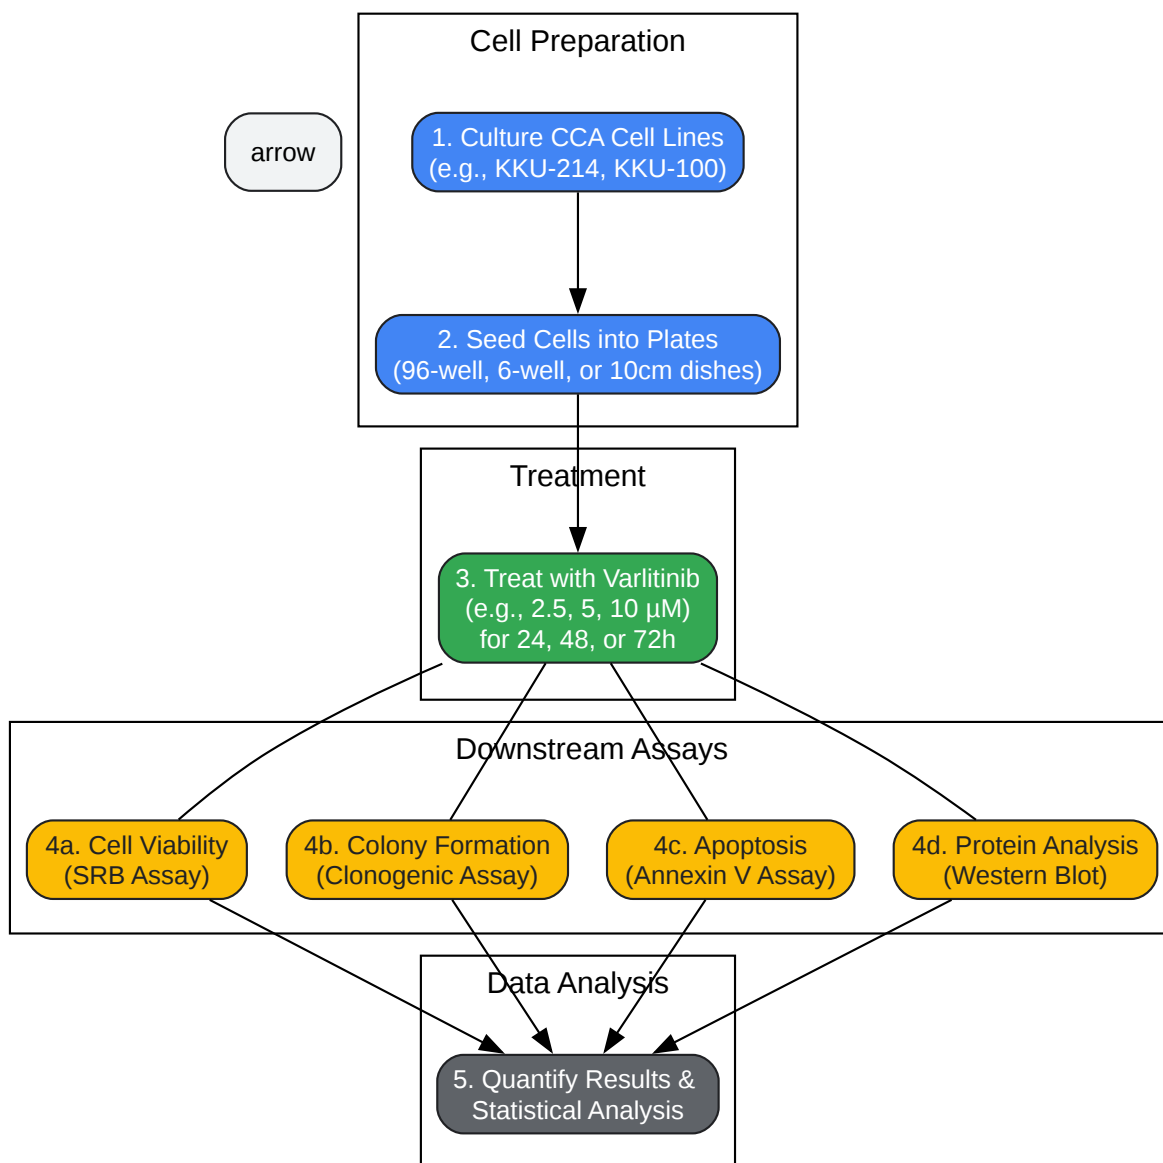 Cell Preparation
arrow
1. Culture CCA Cell Lines
(e.g., KKU-214, KKU-100)
2. Seed Cells into Plates
(96-well, 6-well, or 10cm dishes)
Treatment
3. Treat with Varlitinib
(e.g., 2.5, 5, 10 µM)
for 24, 48, or 72h
Downstream Assays
4a. Cell Viability
(SRB Assay)
4b. Colony Formation
(Clonogenic Assay)
4c. Apoptosis
(Annexin V Assay)
4d. Protein Analysis
(Western Blot)
Data Analysis
5. Quantify Results &
Statistical Analysis